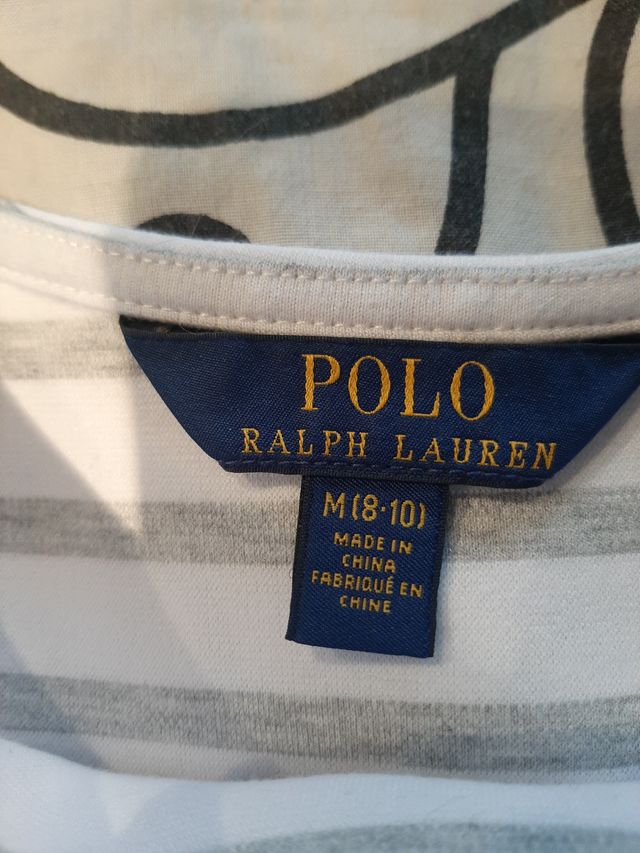 POLO
RALPH LAUREN
M(8·10)
MADE IN
CHINA
FABRIQUÉ EN
CHINE